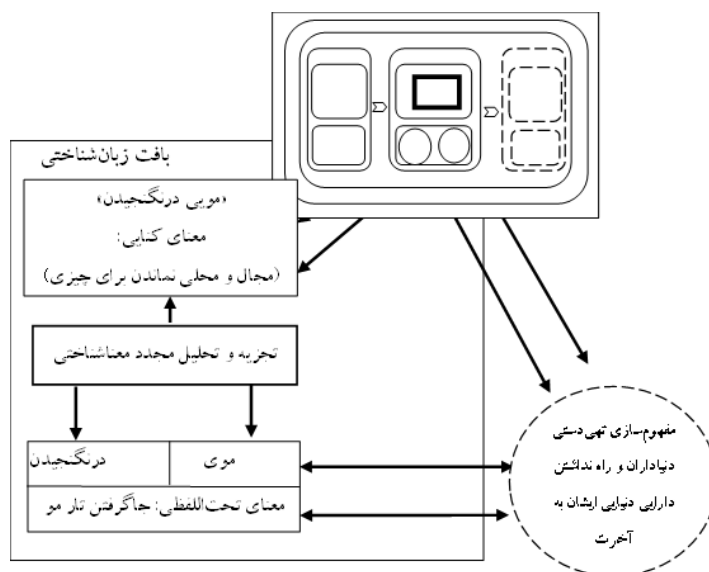 بافت زبان‌شناختی
«مویی درنگنجیدن»
معنای کنایی:
(مجال و محلی نماندن برای چیزی)
تجزیه و تحلیل مجدد معناشناختی
موی
درنگنجیدن
معنای تحت‌اللفظی: جاگرفتن تار مو
مفهوم‌سازی تهی‌دستی
دنیاداران و راه نداشتن
دارایی دنیایی ایشان به
آخرت